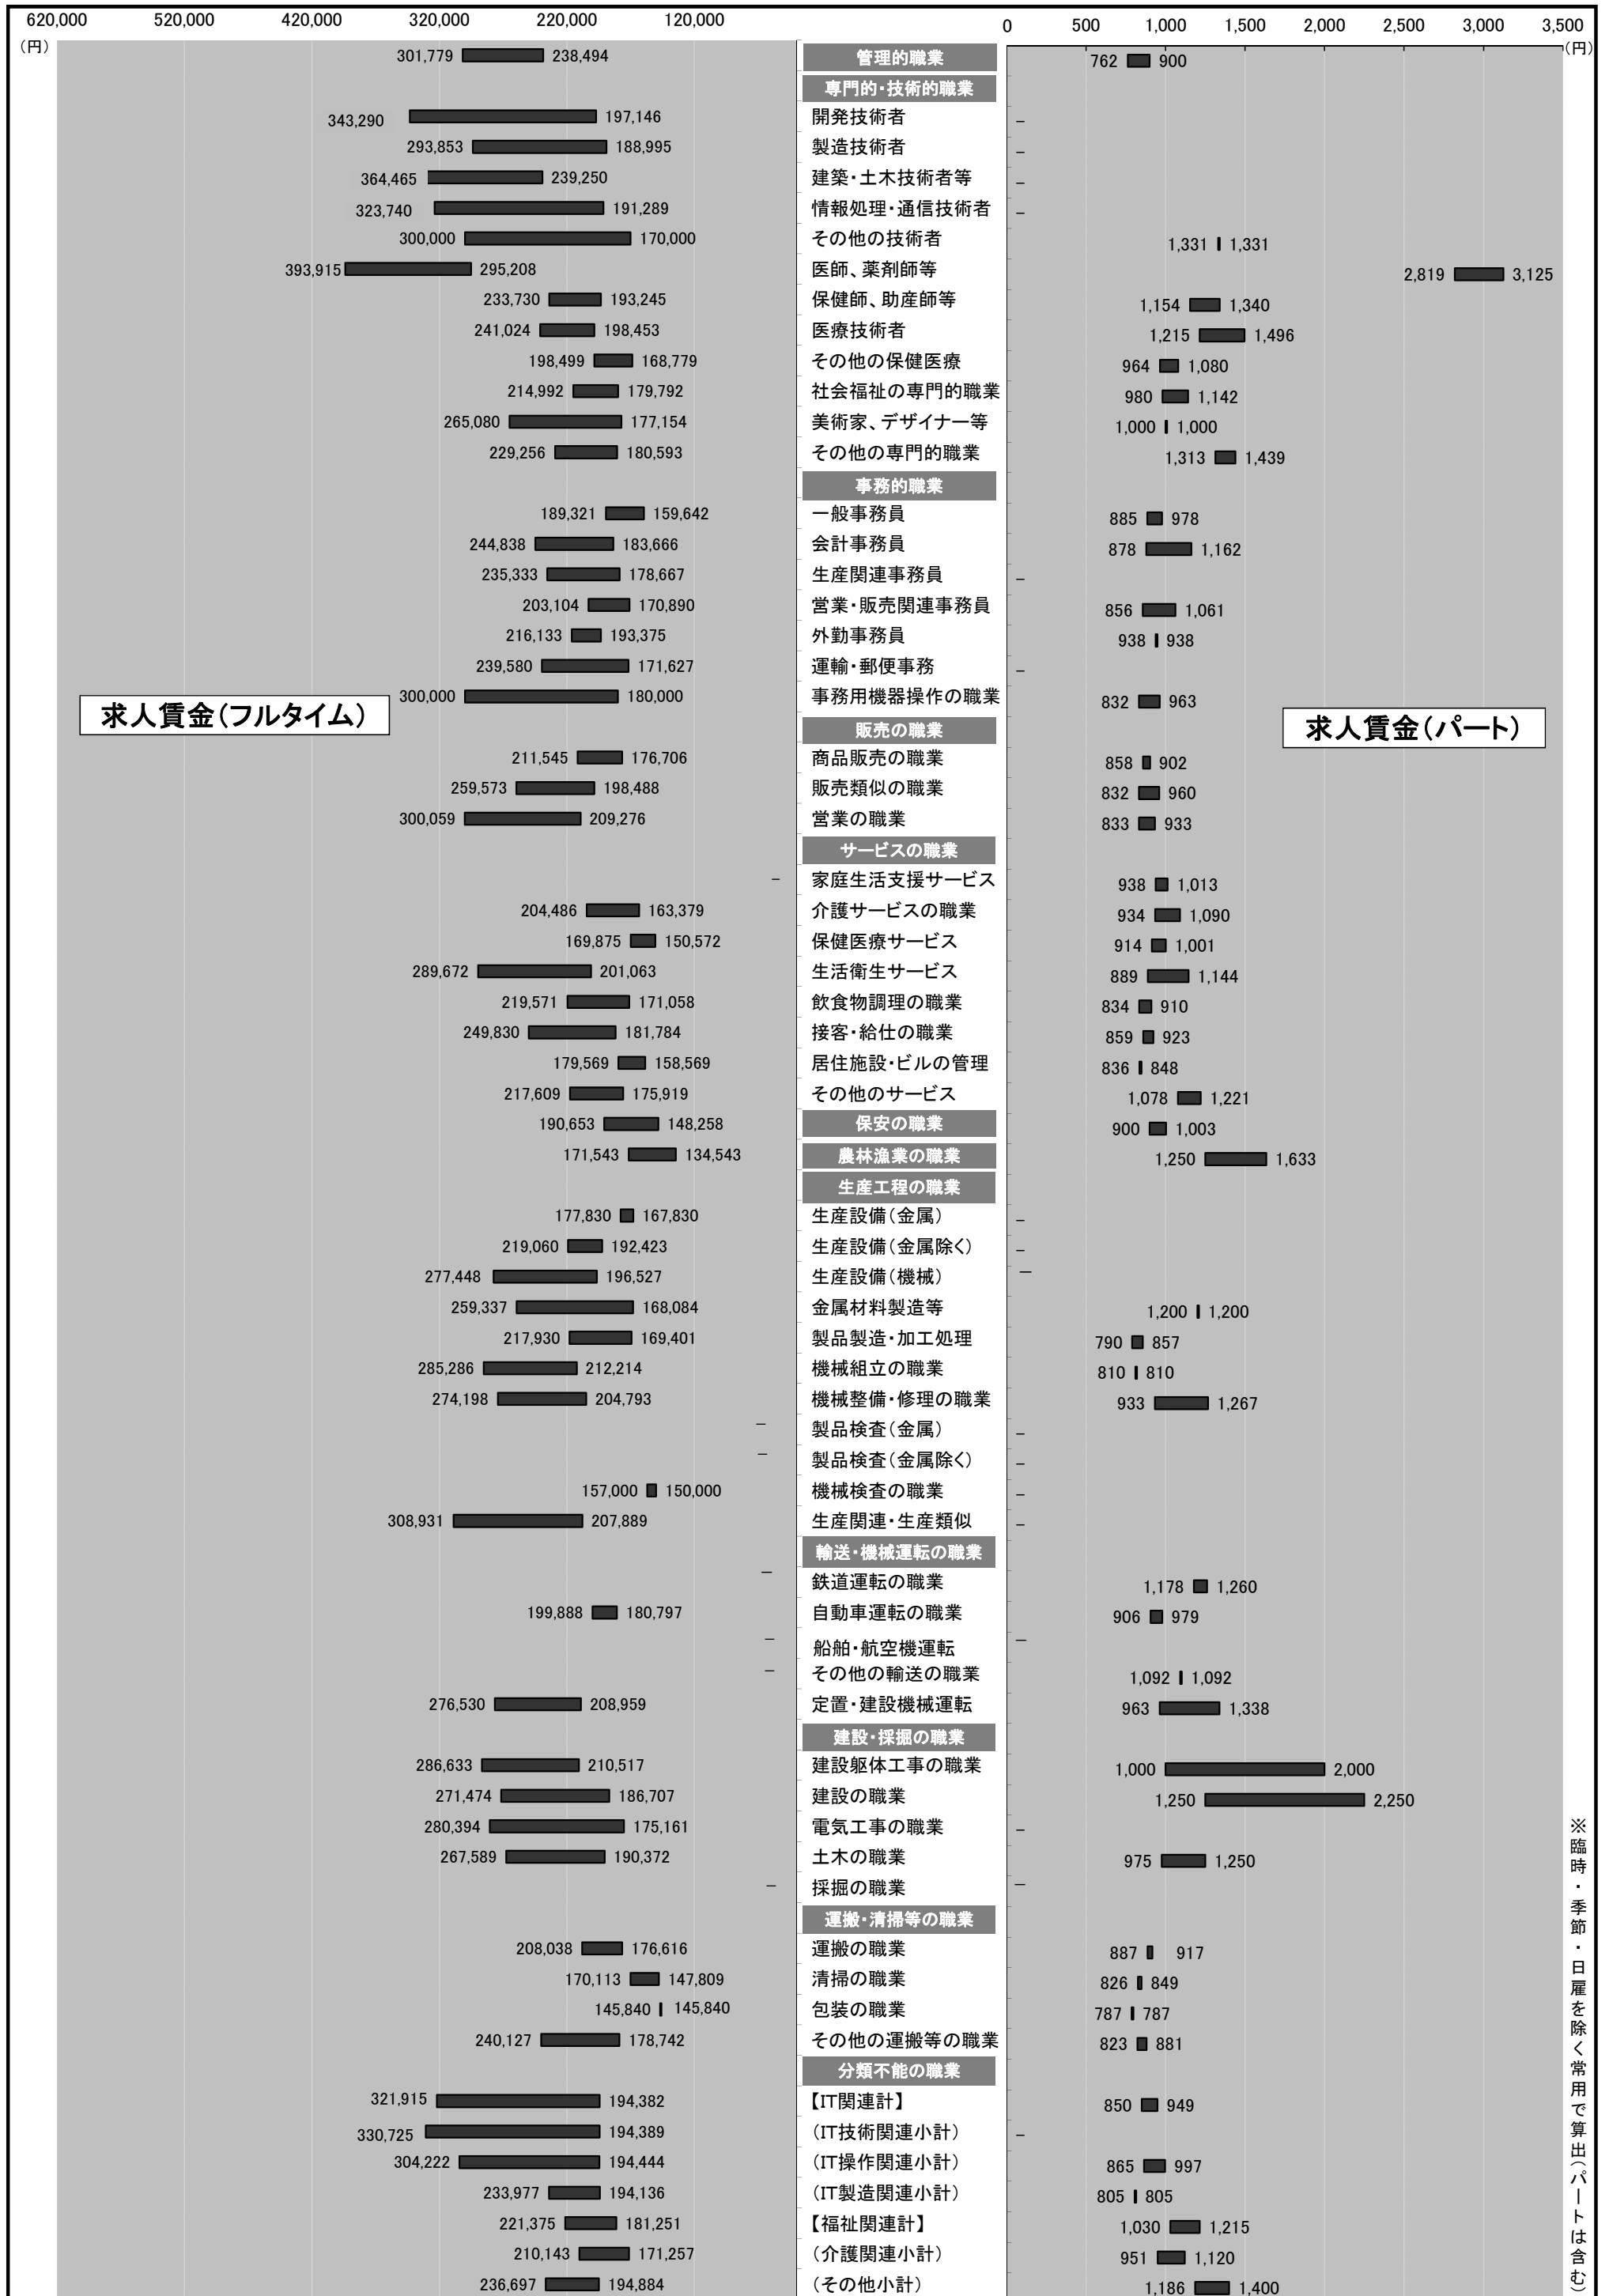 620,000 520,000 420,000 320,000 220,000 120,000 0 500 1,000 1,500 2,000 2,500 3,000 3,500
（円） （円）
301,779 238,494 管理的職業 762 900
専門的・技術的職業
343,290 197,146 開発技術者 －
293,853 188,995 製造技術者 －
364,465 239,250 建築・土木技術者等 －
323,740 191,289 情報処理・通信技術者 －
300,000 170,000 その他の技術者 1,331 1,331
393,915 295,208 医師、薬剤師等 2,819 3,125
233,730 193,245 保健師、助産師等 1,154 1,340
241,024 198,453 医療技術者 1,215 1,496
198,499 168,779 その他の保健医療 964 1,080
214,992 179,792 社会福祉の専門的職業 980 1,142
265,080 177,154 美術家、デザイナー等 1,000 1,000
229,256 180,593 その他の専門的職業 1,313 1,439
事務的職業
189,321 159,642 一般事務員 885 978
244,838 183,666 会計事務員 878 1,162
235,333 178,667 生産関連事務員 －
203,104 170,890 営業・販売関連事務員 856 1,061
216,133 193,375 外勤事務員 938 938
239,580 171,627 運輸・郵便事務 －
300,000 180,000 事務用機器操作の職業 832 963
求人賃金（フルタイム） 販売の職業 求人賃金（パート）
211,545 176,706 商品販売の職業 858 902
259,573 198,488 販売類似の職業 832 960
300,059 209,276 営業の職業 833 933
サービスの職業
－ 家庭生活支援サービス 938 1,013
204,486 163,379 介護サービスの職業 934 1,090
169,875 150,572 保健医療サービス 914 1,001
289,672 201,063 生活衛生サービス 889 1,144
219,571 171,058 飲食物調理の職業 834 910
249,830 181,784 接客・給仕の職業 859 923
179,569 158,569 居住施設・ビルの管理 836 848
217,609 175,919 その他のサービス 1,078 1,221
190,653 148,258 保安の職業 900 1,003
171,543 134,543 農林漁業の職業 1,250 1,633
生産工程の職業
177,830 167,830 生産設備（金属） －
219,060 192,423 生産設備（金属除く） －
277,448 196,527 生産設備（機械） －
259,337 168,084 金属材料製造等 1,200 1,200
217,930 169,401 製品製造・加工処理 790 857
285,286 212,214 機械組立の職業 810 810
274,198 204,793 機械整備・修理の職業 933 1,267
－ 製品検査（金属） －
－ 製品検査（金属除く） －
157,000 150,000 機械検査の職業 －
308,931 207,889 生産関連・生産類似 －
輸送・機械運転の職業
－ 鉄道運転の職業 1,178 1,260
199,888 180,797 自動車運転の職業 906 979
－ 船舶・航空機運転 －
－ その他の輸送の職業 1,092 1,092
276,530 208,959 定置・建設機械運転 963 1,338
建設・採掘の職業
286,633 210,517 建設躯体工事の職業 1,000 2,000
271,474 186,707 建設の職業 1,250 2,250
280,394 175,161 電気工事の職業 －
267,589 190,372 土木の職業 975 1,250
－ 採掘の職業 －
運搬・清掃等の職業
208,038 176,616 運搬の職業 887 917
170,113 147,809 清掃の職業 826 849
145,840 145,840 包装の職業 787 787
240,127 178,742 その他の運搬等の職業 823 881
分類不能の職業
321,915 194,382 【IT関連計】 850 949
330,725 194,389 （IT技術関連小計） －
304,222 194,444 （IT操作関連小計） 865 997
233,977 194,136 （IT製造関連小計） 805 805
221,375 181,251 【福祉関連計】 1,030 1,215
210,143 171,257 （介護関連小計） 951 1,120
236,697 194,884 （その他小計） 1,186 1,400
※臨時・季節・日雇を除く常用で算出（パートは含む）